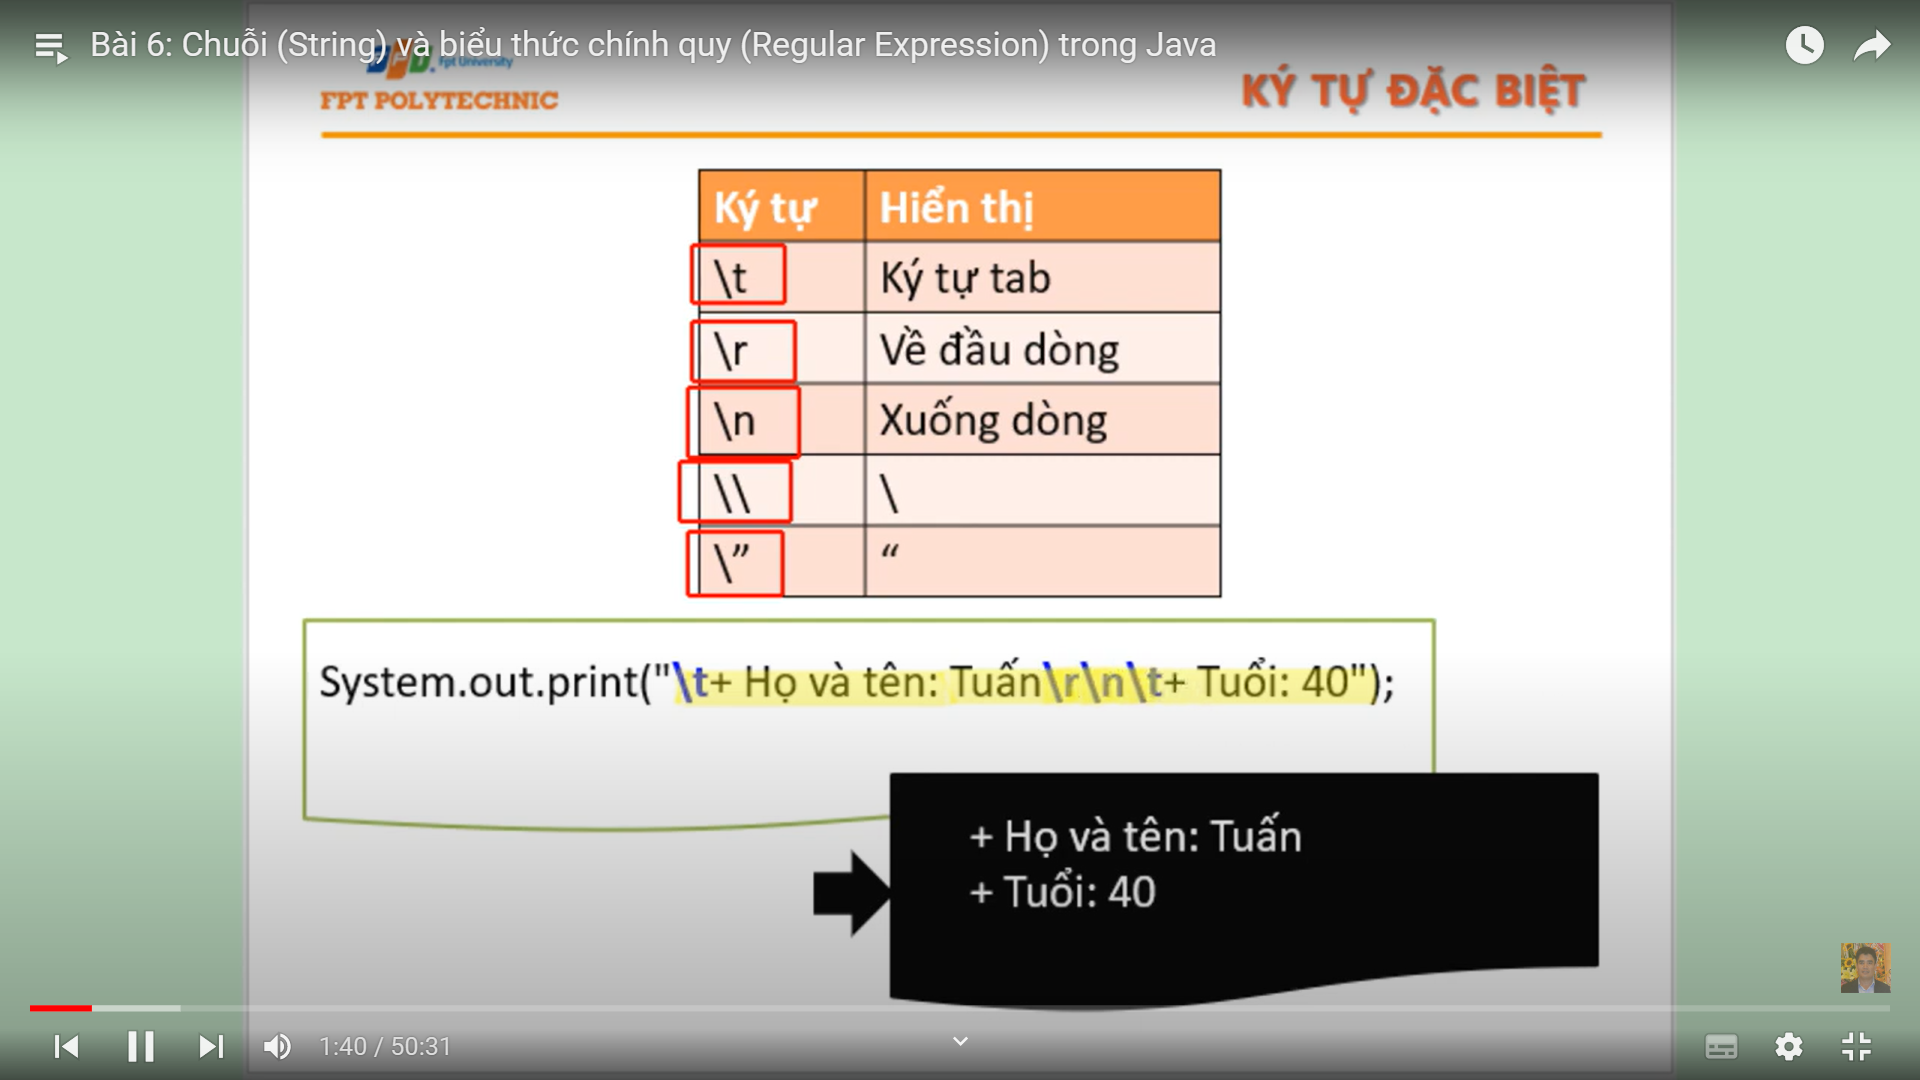 Bài 6: Chuỗi (String) và biểu thức chính quy (Regular Expression) trong Java
Fpt University
FPT POLYTECHNIC
KÝ TỰ ĐẶC BIỆT
Ký tự Hiển thị
\t Ký tự tab
\r Về đầu dòng
\n Xuống dòng
\\ \
\” “
System.out.print("\t+ Họ và tên: Tuấn\r\n\t+ Tuổi: 40");
+ Họ và tên: Tuấn
+ Tuổi: 40
1:40 / 50:31